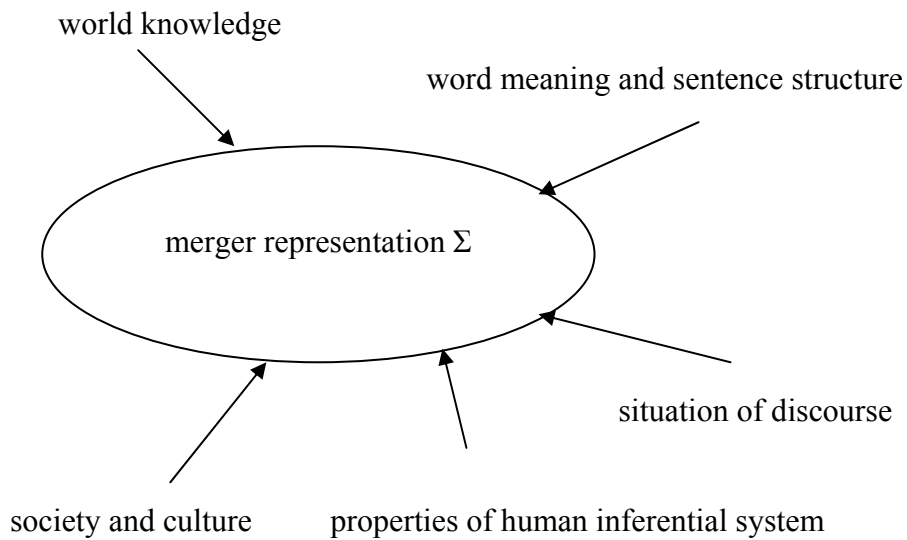 world knowledge
word meaning and sentence structure
merger representation Σ
situation of discourse
society and culture
properties of human inferential system